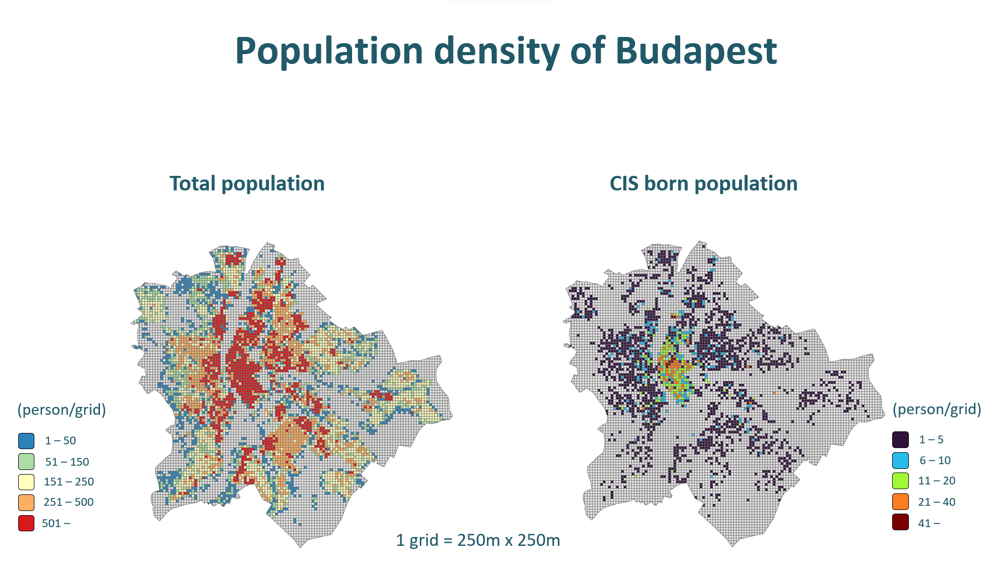 Population density of Budapest
Total population
CIS born population
(person/grid)
1 – 50
51 – 150
151 – 250
251 – 500
501 –
(person/grid)
1 – 5
6 – 10
11 – 20
21 – 40
41 –
1 grid = 250m x 250m